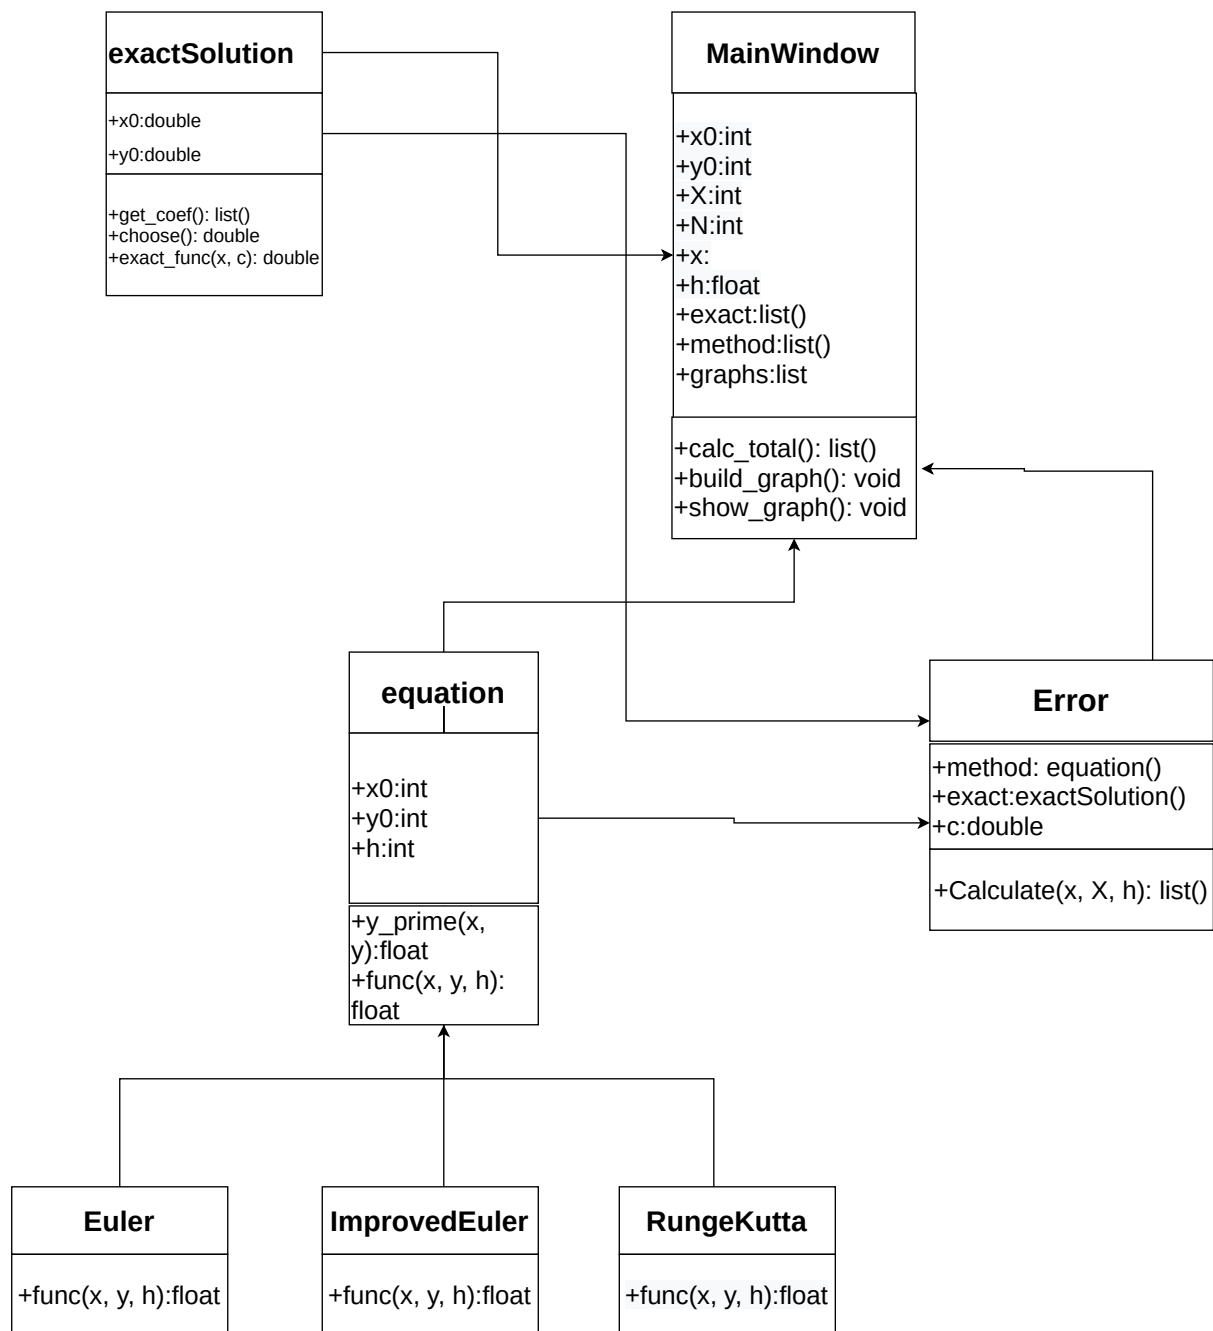 exactSolution
+x0:double
+y0:double
+get_coef(): list()
+choose(): double
+exact_func(x, c): double
MainWindow
+x0:int
+y0:int
+X:int
+N:int
+x:
+h:float
+exact:list()
+method:list()
+graphs:list
+calc_total(): list()
+build_graph(): void
+show_graph(): void
equation
+x0:int
+y0:int
+h:int
+y_prime(x,
y):float
+func(x, y, h):
float
Error
+method: equation()
+exact:exactSolution()
+c:double
+Calculate(x, X, h): list()
Euler
+func(x, y, h):float
ImprovedEuler
+func(x, y, h):float
RungeKutta
+func(x, y, h):float